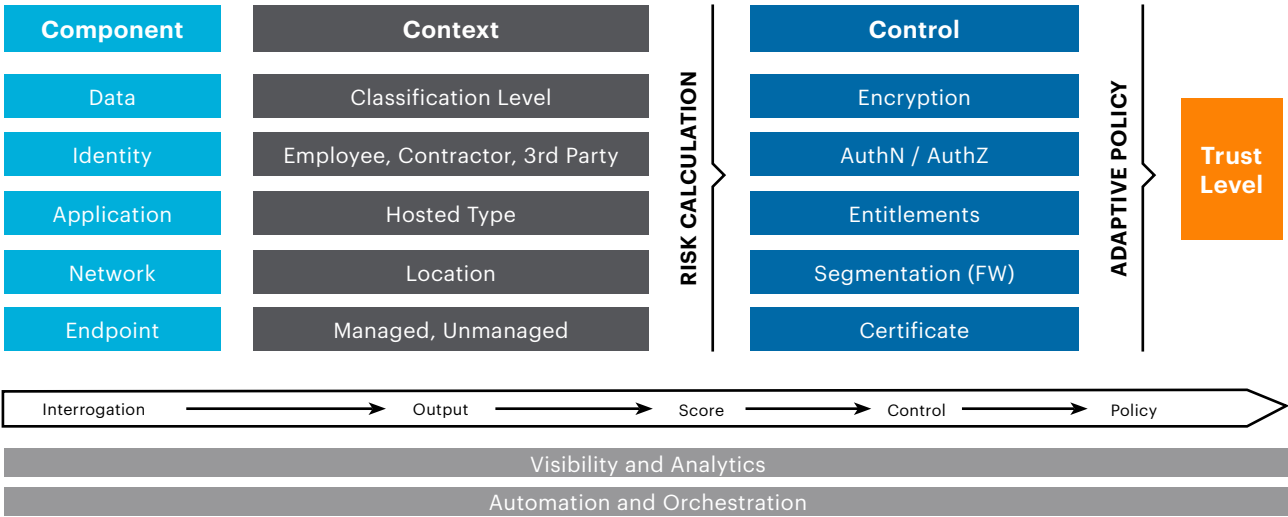 Component
Context
Control
Data
Classification Level
Encryption
Identity
Employee, Contractor, 3rd Party
AuthN / AuthZ
Application
Hosted Type
Entitlements
Network
Location
Segmentation (FW)
Endpoint
Managed, Unmanaged
Certificate
RISK CALCULATION
ADAPTIVE POLICY
Trust
Level
Interrogation
Output
Score
Control
Policy
Visibility and Analytics
Automation and Orchestration